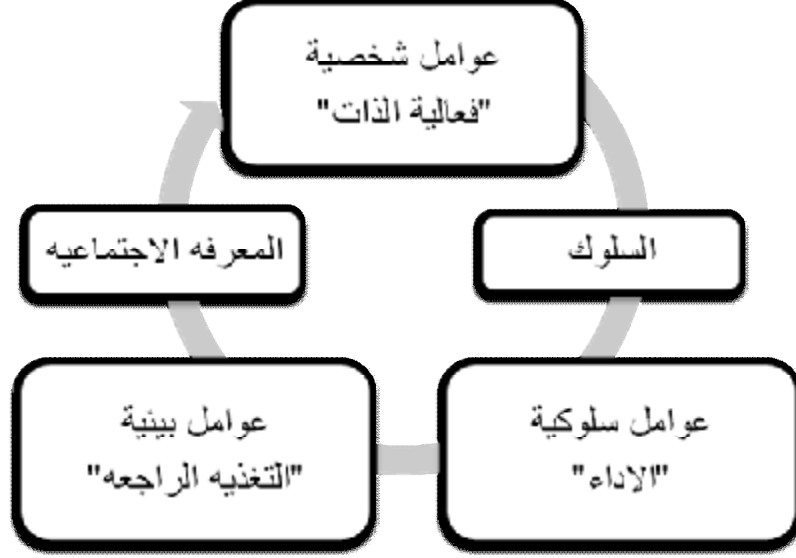 عوامل شخصية
"فعالية الذات"
السلوك
المعرفه الاجتماعيه
عوامل سلوكية
"الاداء"
عوامل بيئية
"التغذيه الراجعه"